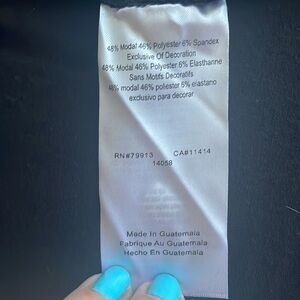 48% Modal 46% Polyester 6% Spandex
Exclusive Of Decoration
48% Modal 46% Polyester 6% Elasthanne
Sans Motifs Decoratifs
48% modal 46% poliester 6% elastano
exclusivo para decorar
RN#79913 CA#11414
14058
Made In Guatemala
Fabrique Au Guatemala
Hecho En Guatemala